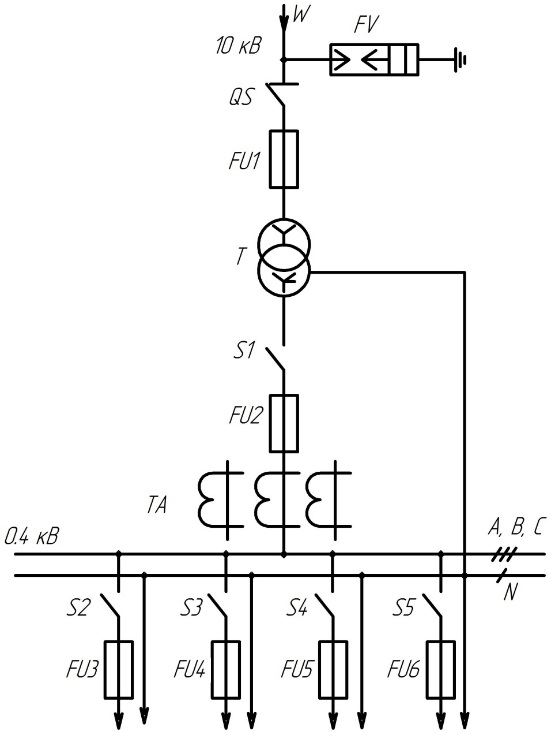 W
FV
10 кВ
QS
FU1
T
S1
FU2
TA
0.4 кВ
A, B, C
N
S2
S3
S4
S5
FU3
FU4
FU5
FU6